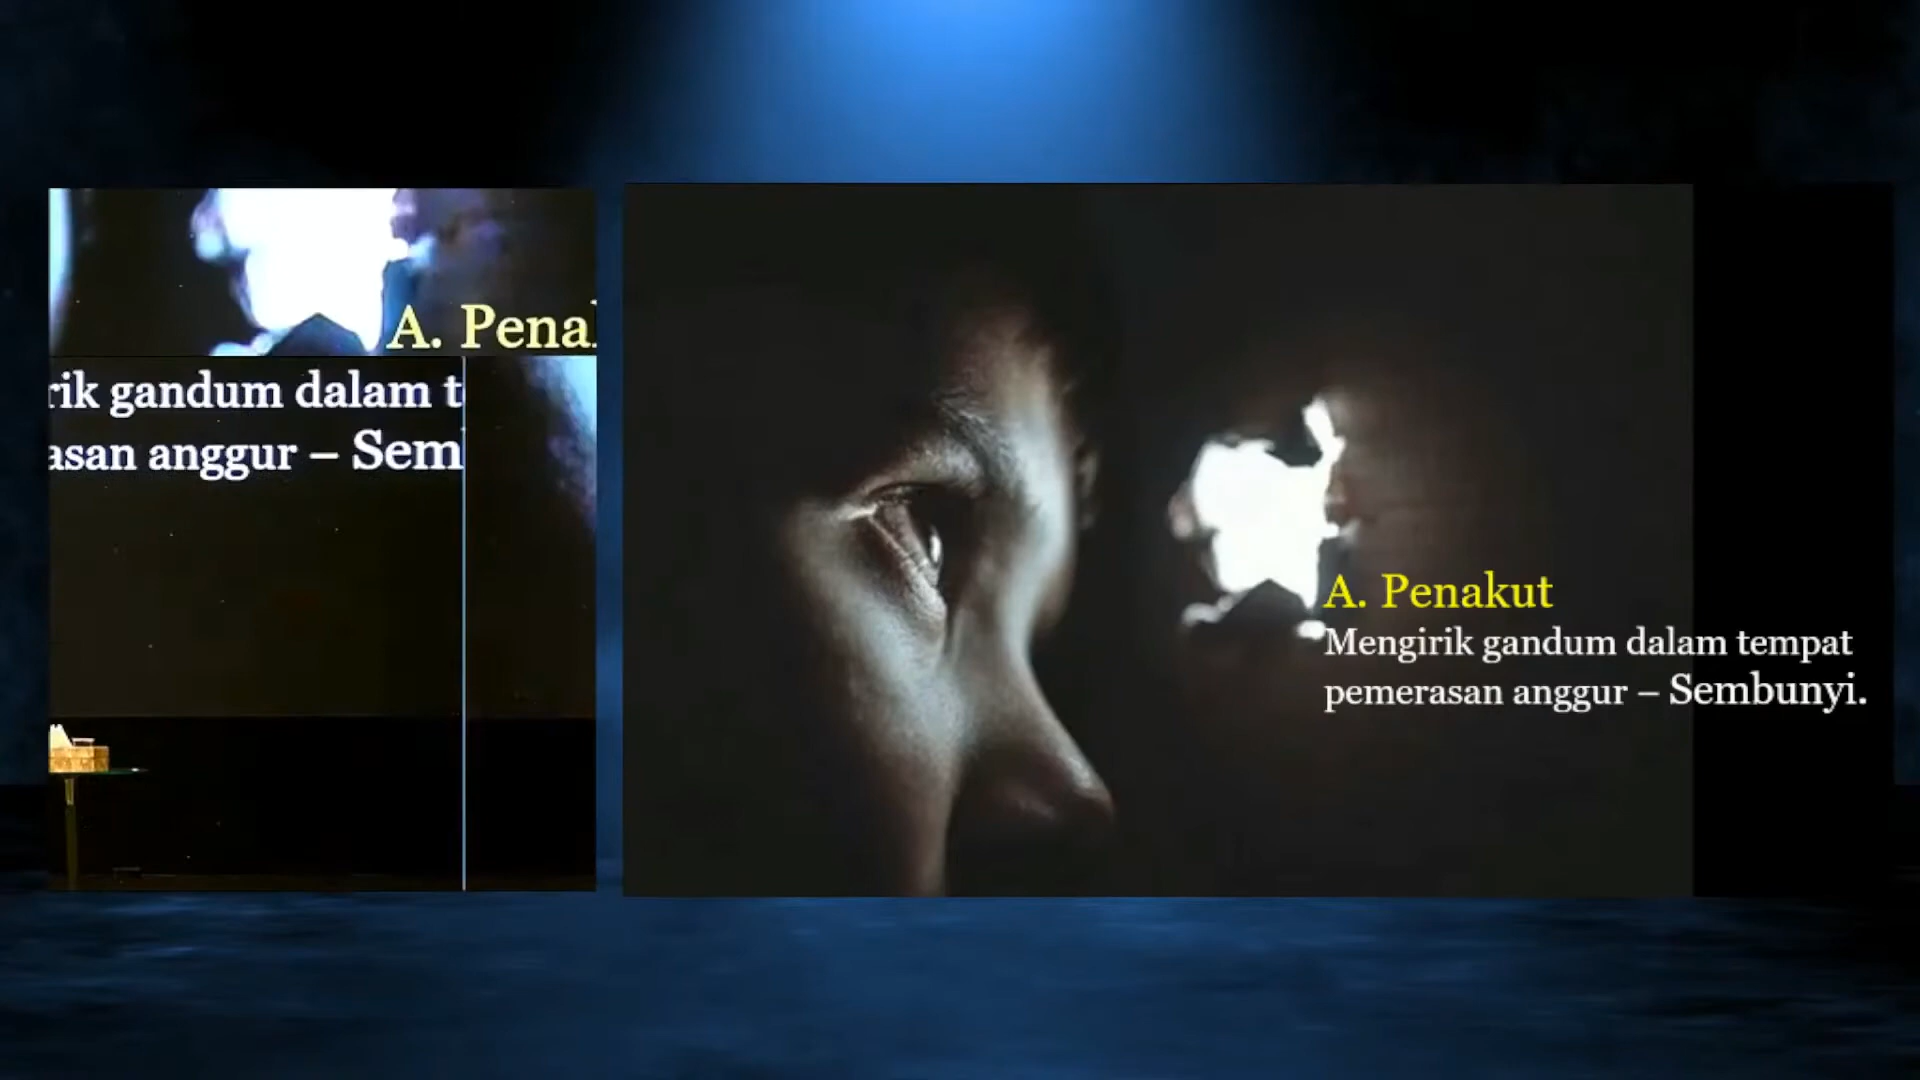 A. Pena
rik gandum dalam t
asan anggur – Sem
A. Penakut
Mengirik gandum dalam tempat
pemerasan anggur – Sembunyi.